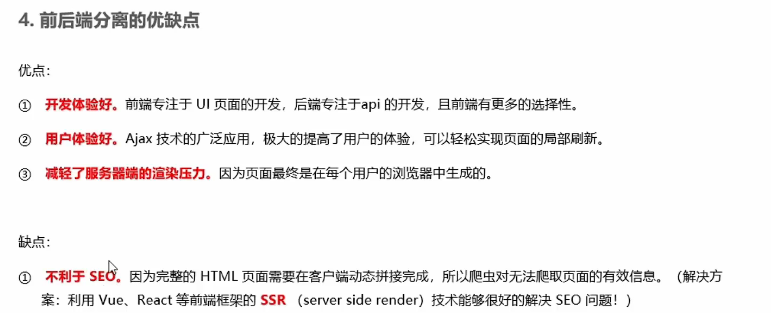 4. 前后端分离的优缺点
优点：
① 开发体验好。前端专注于 UI 页面的开发，后端专注于api 的开发，且前端有更多的选择性。
② 用户体验好。Ajax 技术的广泛应用，极大的提高了用户的体验，可以轻松实现页面的局部刷新。
③ 减轻了服务器端的渲染压力。因为页面最终是在每个用户的浏览器中生成的。
缺点：
① 不利于 SEO。因为完整的 HTML 页面需要在客户端动态拼接完成，所以爬虫对无法爬取页面的有效信息。（解决方
案：利用 Vue、React 等前端框架的 SSR （server side render）技术能够很好的解决 SEO 问题！）